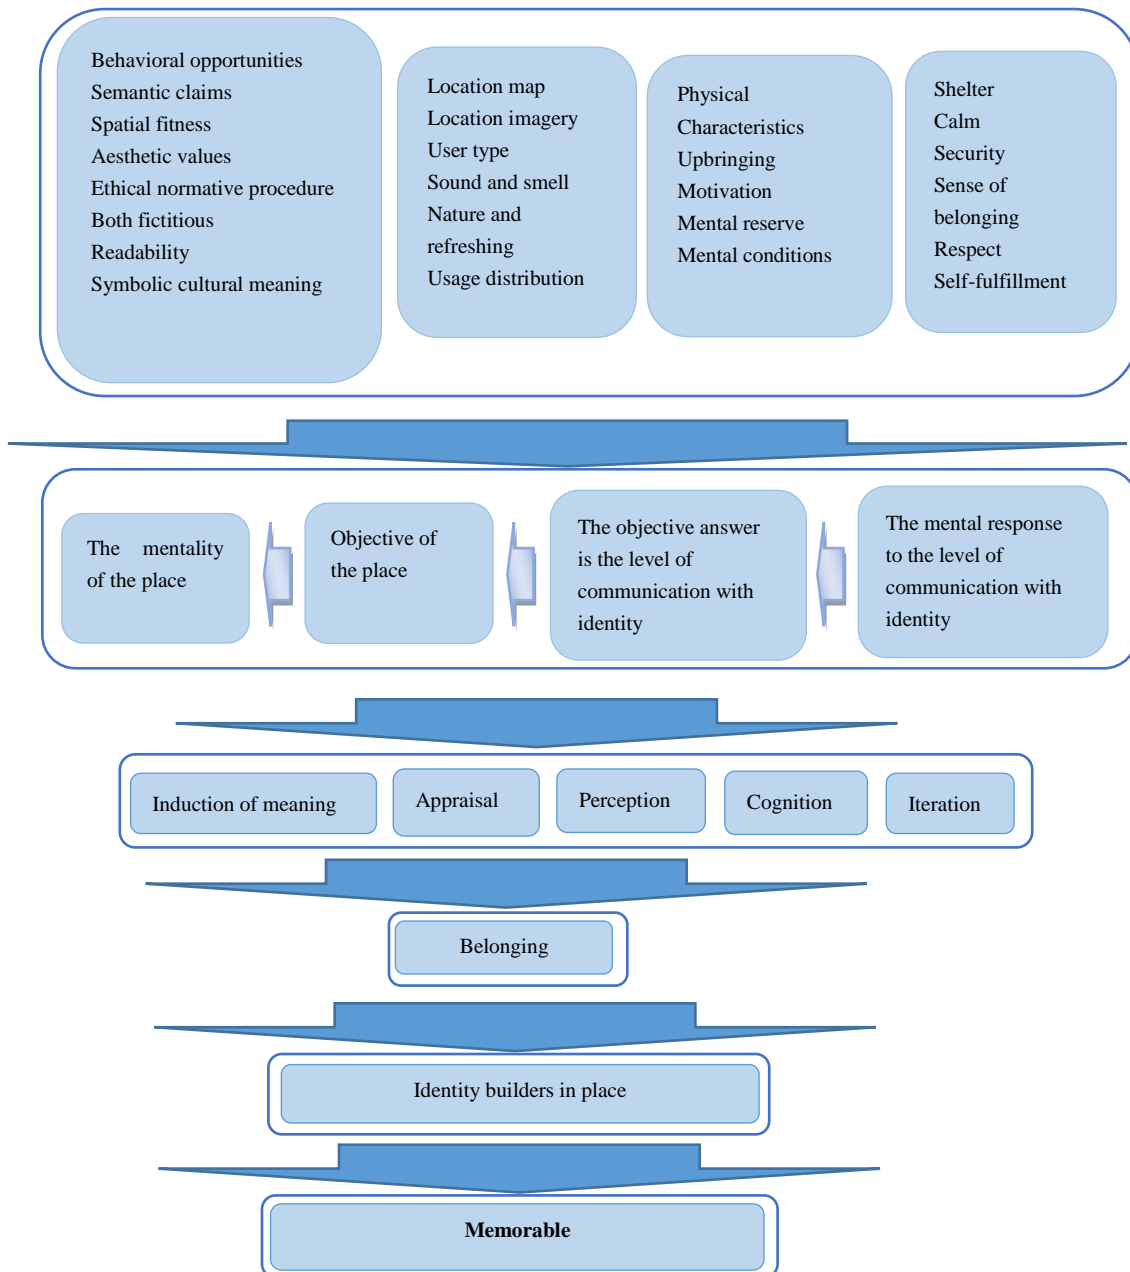 Behavioral opportunities
Semantic claims
Spatial fitness
Aesthetic values
Ethical normative procedure
Both fictitious
Readability
Symbolic cultural meaning
Location map
Location imagery
User type
Sound and smell
Nature and
refreshing
Usage distribution
Physical
Characteristics
Upbringing
Motivation
Mental reserve
Mental conditions
Shelter
Calm
Security
Sense of
belonging
Respect
Self-fulfillment
The mentality
of the place
Objective of
the place
The objective answer
is the level of
communication with
identity
The mental response
to the level of
communication with
identity
Induction of meaning
Appraisal
Perception
Cognition
Iteration
Belonging
Identity builders in place
Memorable